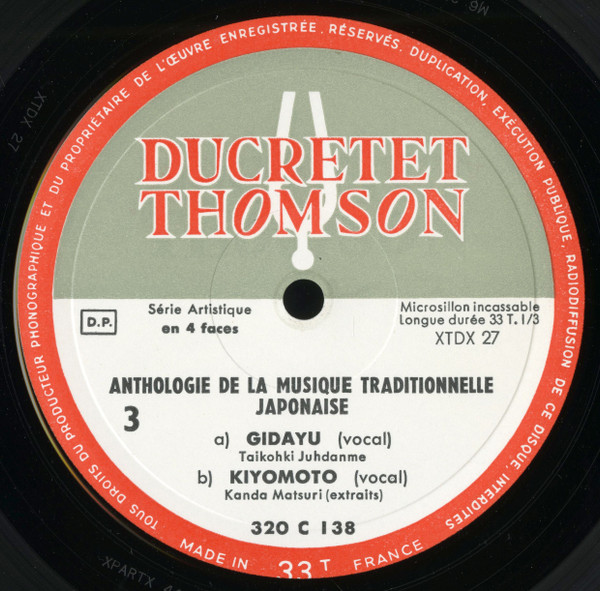 TOUS DROITS DU PRODUCTEUR PHONOGRAPHIQUE ET DU PROPRIÉTAIRE DE L'ŒUVRE ENREGISTRÉE, RÉSERVÉS. DUPLICATION, EXÉCUTION PUBLIQUE, RADIODIFFUSION DE CE DISQUE, INTERDITES
DUCRETET
THOMSON
D.P.
Série Artistique
en 4 faces
Microsillon incassable
Longue durée 33 T. 1/3
XTDX 27
ANTHOLOGIE DE LA MUSIQUE TRADITIONNELLE
JAPONAISE
3
a) GIDAYU (vocal)
Taikohki Juhdanme
b) KIYOMOTO (vocal)
Kanda Matsuri (extraits)
320 C 138
MADE IN 33 T FRANCE
XTDX 27
XPARTX